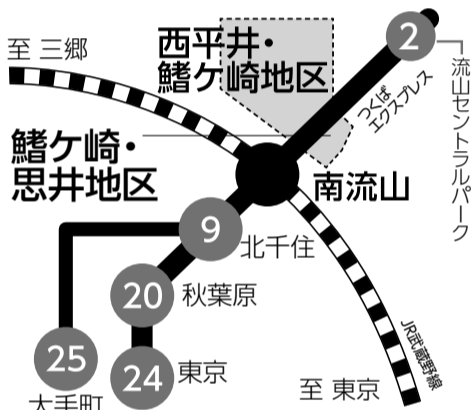 至 三郷
西平井・
鰭ケ崎地区
2
流山セントラルパーク
つくば
エクスプレス
鰭ケ崎・
思井地区
南流山
9
北千住
20
秋葉原
25
大手町
24
東京
至 東京
JR武蔵野線